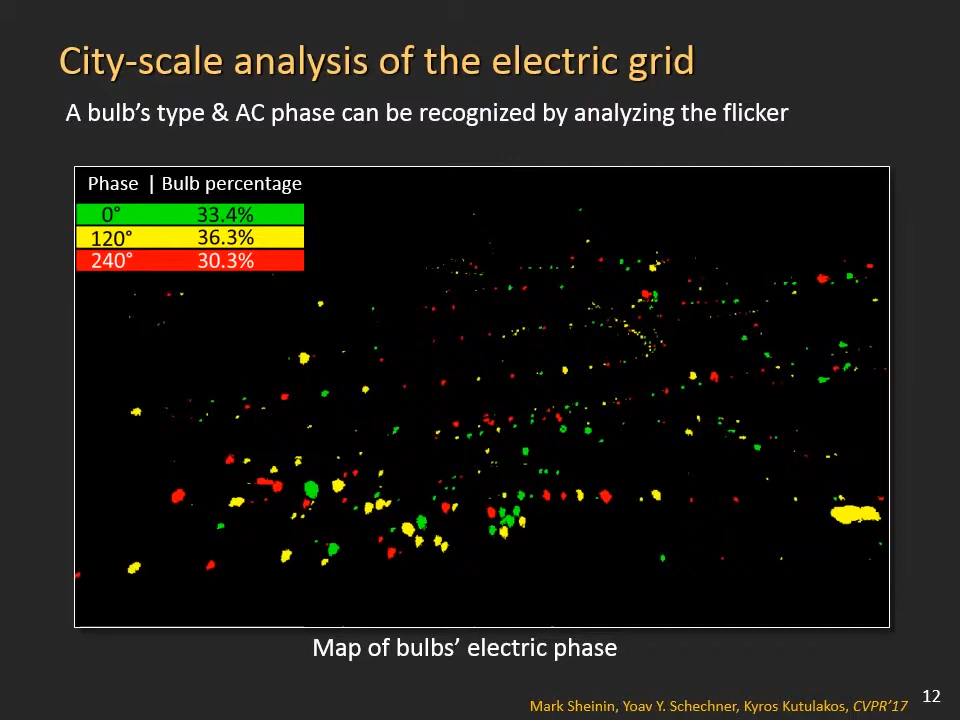 City-scale analysis of the electric grid
A bulb's type & AC phase can be recognized by analyzing the flicker
Phase | Bulb percentage
0° 33.4%
120° 36.3%
240° 30.3%
Map of bulbs' electric phase
Mark Sheinin, Yoav Y. Schechner, Kyros Kutulakos, CVPR'17
12